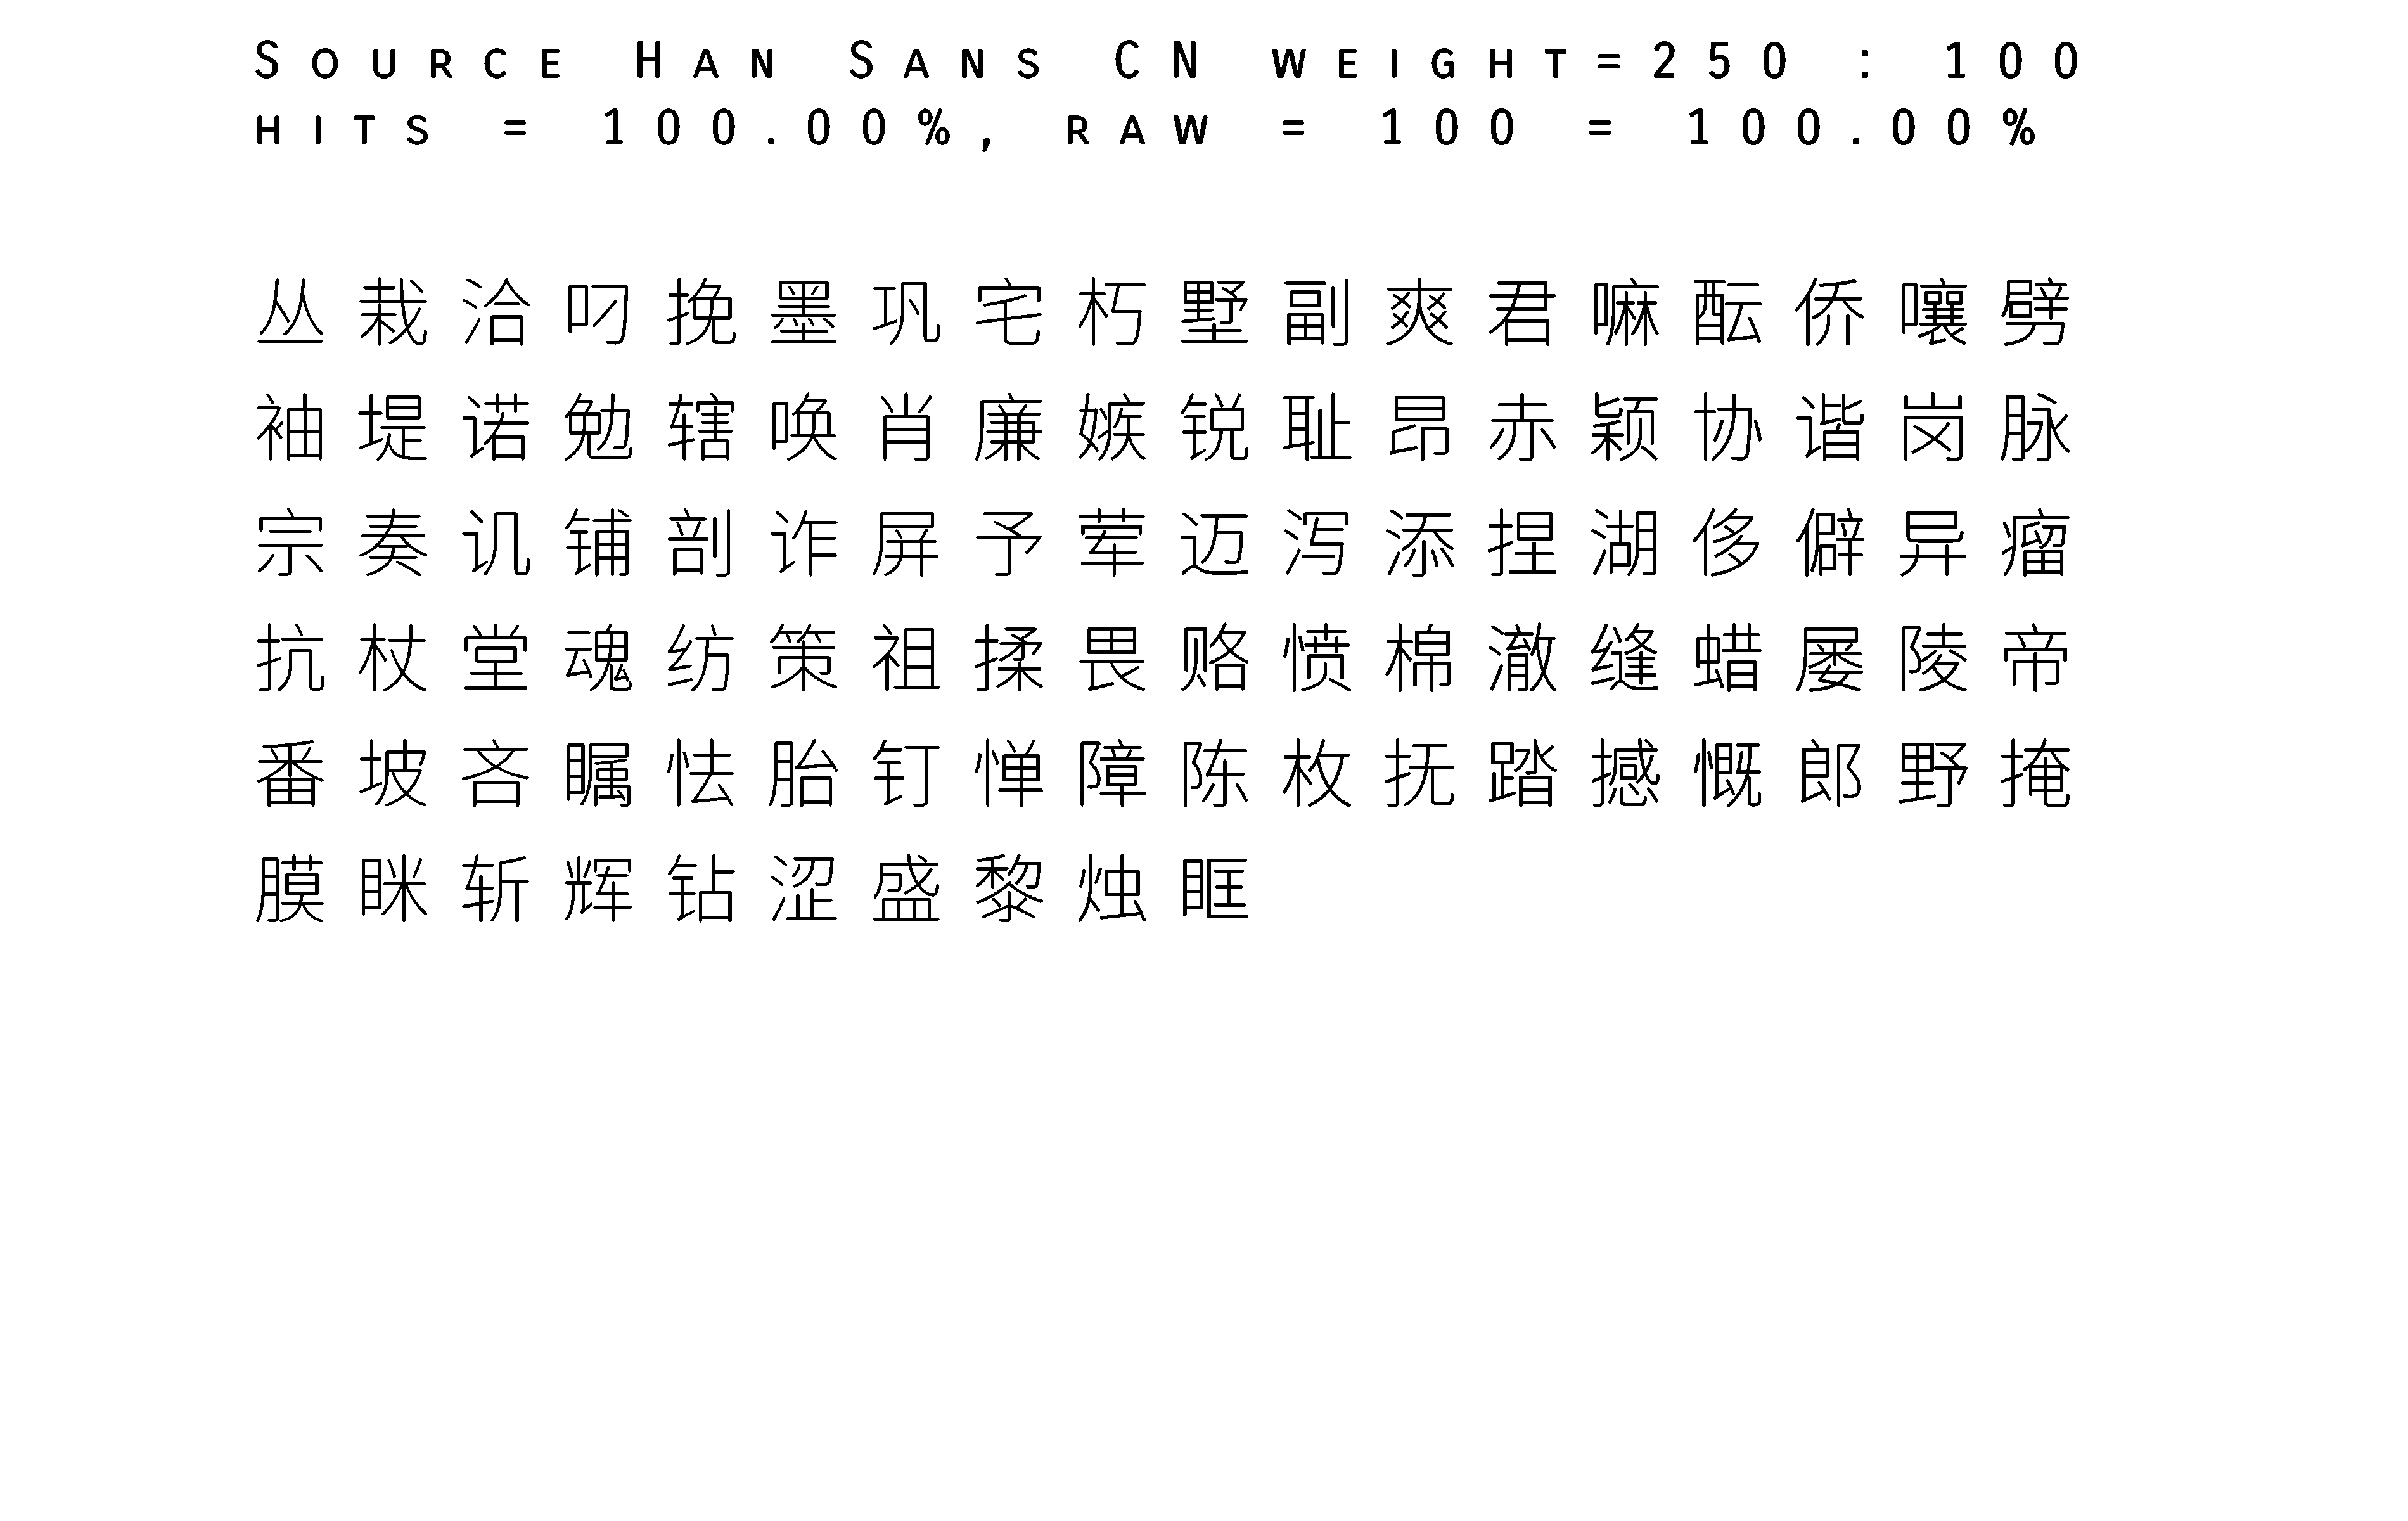 Source Han Sans CN weight=250 : 100
hits = 100.00%, raw = 100 = 100.00%
丛栽洽叼挽墨巩宅朽墅副爽君嘛酝侨嚷劈
袖堤诺勉辖唤肖廉嫉锐耻昂赤颖协谐岗脉
宗奏讥铺剖诈屏予荤迈泻添捏湖侈僻异瘤
抗杖堂魂纺策祖揉畏赂愤棉澈缝蜡屡陵帝
番坡吝瞩怯胎钉惮障陈枚抚踏撼慨郎野掩
膜眯斩辉钻涩盛黎烛眶